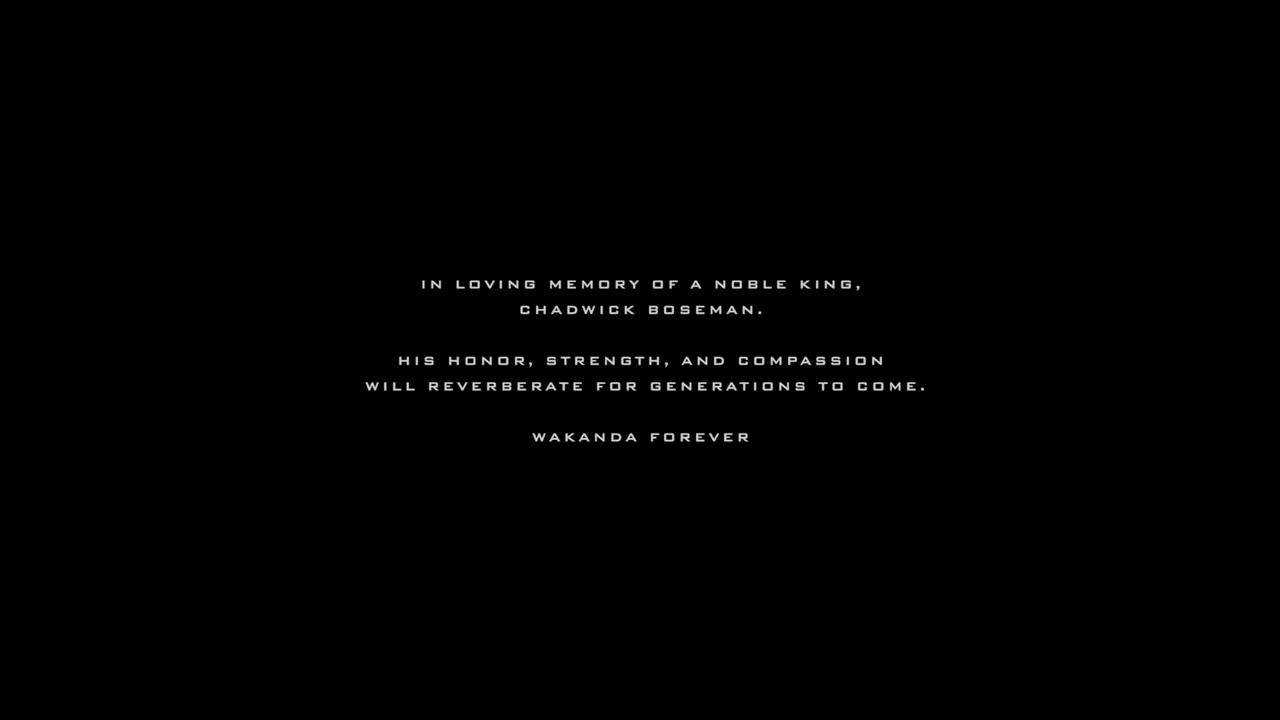 IN LOVING MEMORY OF A NOBLE KING,
CHADWICK BOSEMAN.
HIS HONOR, STRENGTH, AND COMPASSION
WILL REVERBERATE FOR GENERATIONS TO COME.
WAKANDA FOREVER